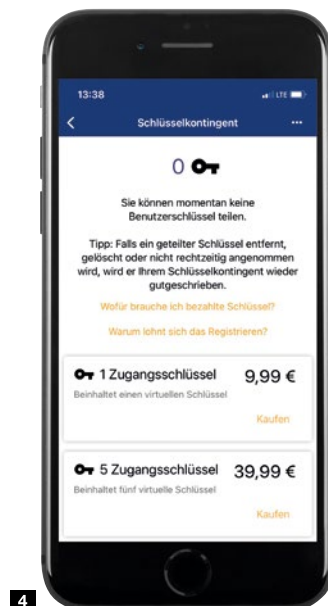 13:38
LTE
Schlüsselkontingent
0
Sie können momentan keine
Benutzerschlüssel teilen.
Tipp: Falls ein geteilter Schlüssel entfernt,
gelöscht oder nicht rechtzeitig angenommen
wird, wird er Ihrem Schlüsselkontingent wieder
gutgeschrieben.
Wofür brauche ich bezahlte Schlüssel?
Warum lohnt sich das Registrieren?
1 Zugangsschlüssel 9,99 €
Beinhaltet einen virtuellen Schlüssel
Kaufen
5 Zugangsschlüssel 39,99 €
Beinhaltet fünf virtuelle Schlüssel
Kaufen
4